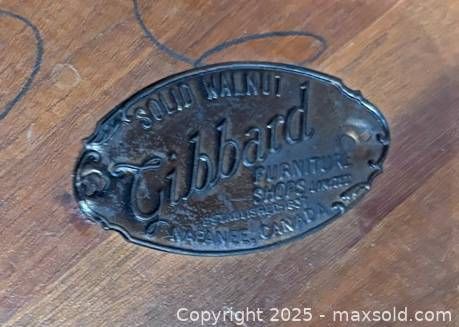 SOLID WALNUT
Gibbard
FURNITURE
SHOPS LIMITED
NAPANEE, CANADA
Copyright © 2025 - maxsold.com